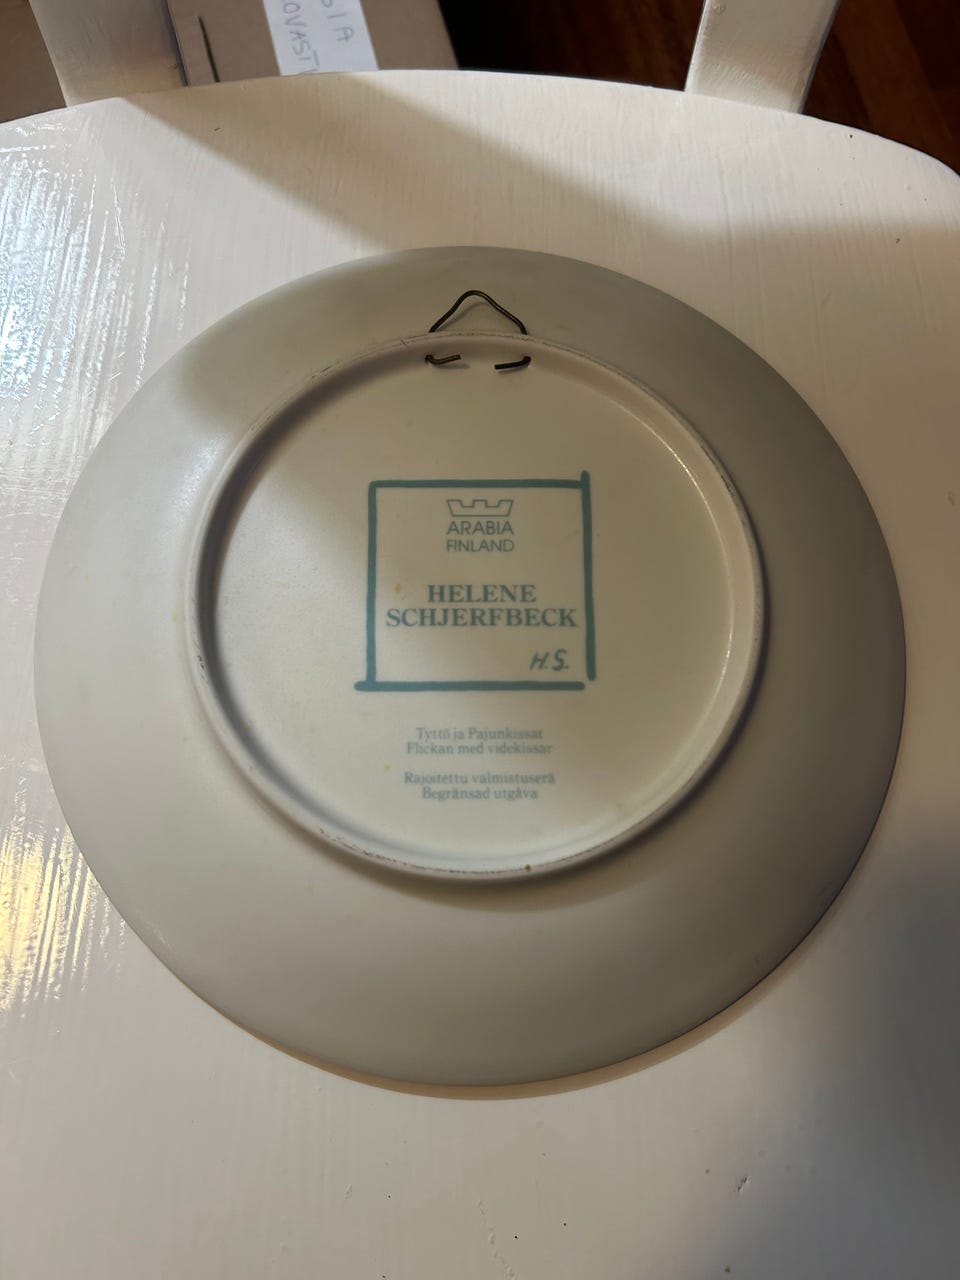 ARABIA
FINLAND
HELENE
SCHJERFBECK
H.S.
Tyttö ja Pajunkissat
Flickan med videkissar
Rajoitettu valmistuserä
Begränsad utgåva